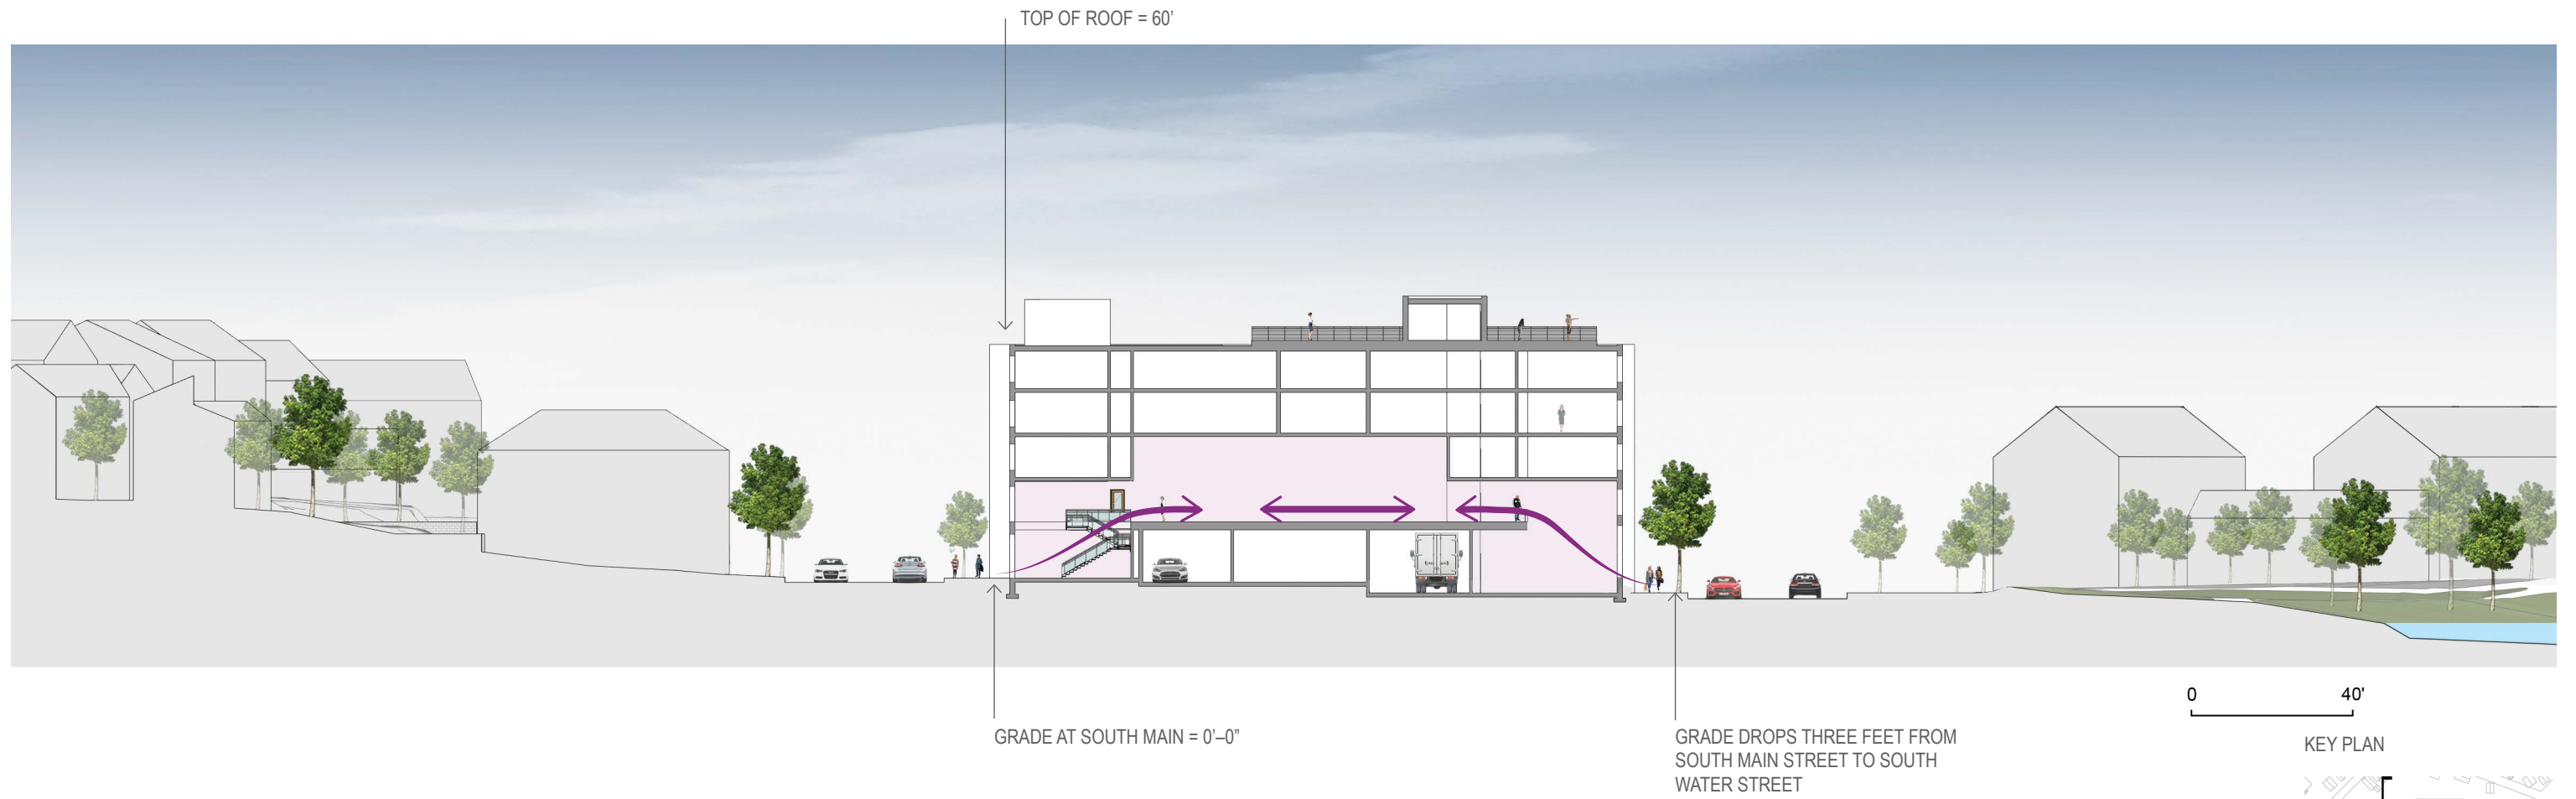 TOP OF ROOF = 60'
GRADE AT SOUTH MAIN = 0'–0"
GRADE DROPS THREE FEET FROM
SOUTH MAIN STREET TO SOUTH
WATER STREET
0 40'
KEY PLAN